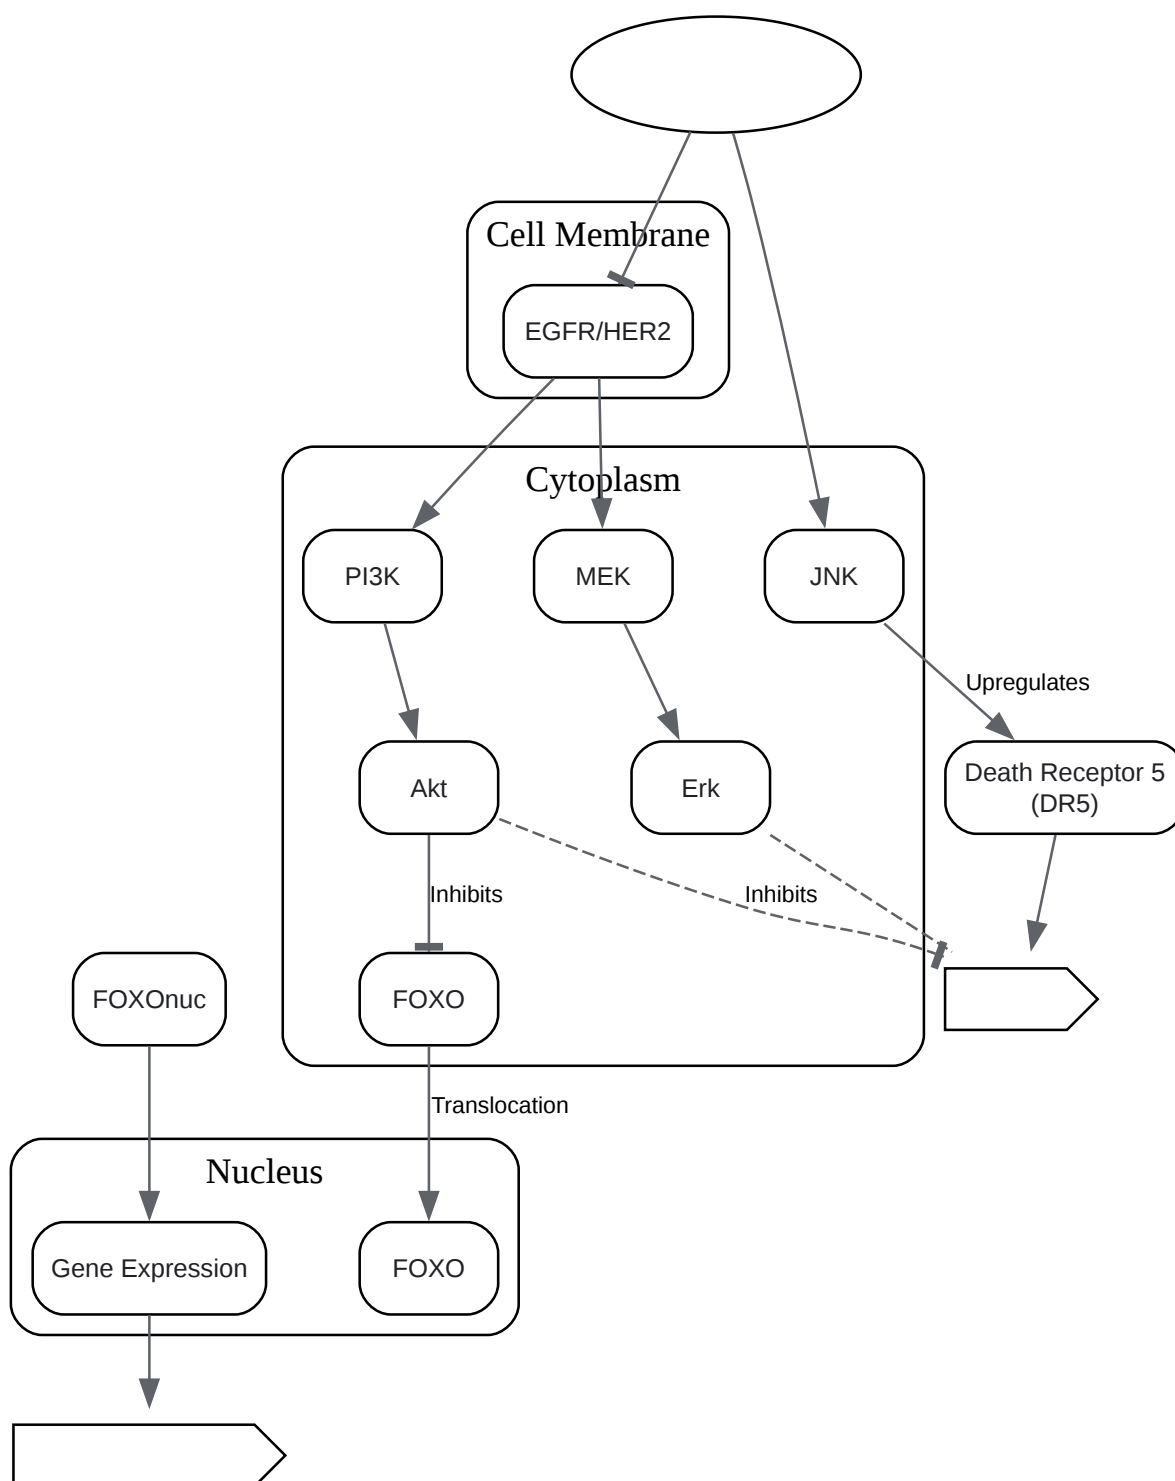 Cell Membrane
EGFR/HER2
Cytoplasm
PI3K
MEK
JNK
Upregulates
Akt
Erk
Death Receptor 5
(DR5)
Inhibits
Inhibits
FOXOnuc
FOXO
Translocation
Nucleus
Gene Expression
FOXO